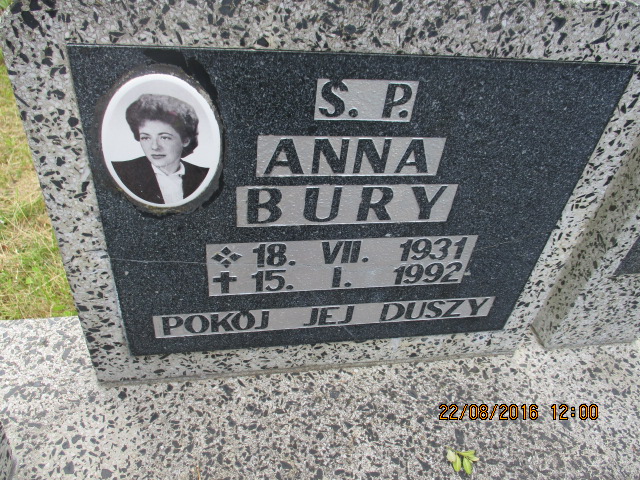 Ś. P.
ANNA
BURY
18. VII. 1931
15. I. 1992
POKÓJ JEJ DUSZY
22/08/2016 12:00